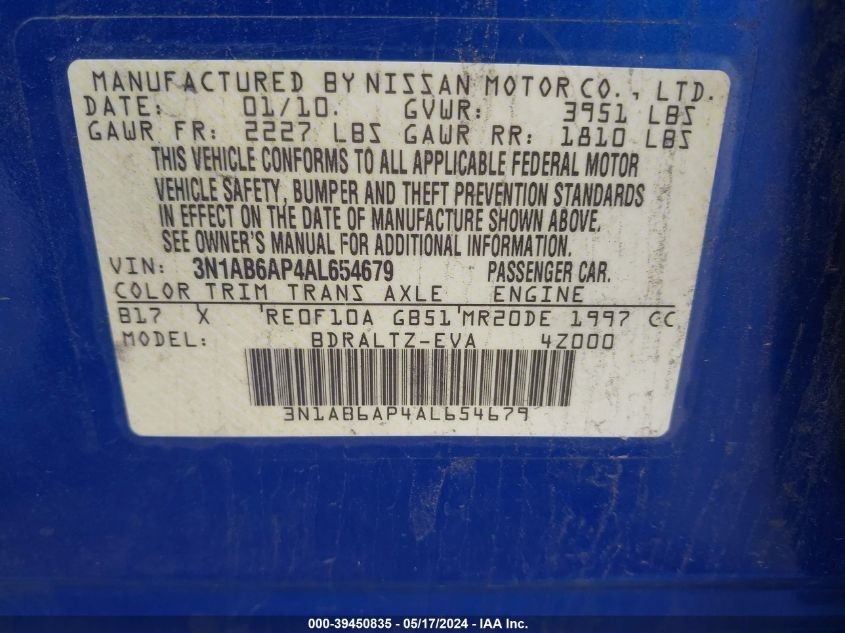 MANUFACTURED BY NISSAN MOTOR CO., LTD.
DATE: 01/10. GVWR: 3951 LBS
GAWR FR: 2227 LBS GAWR RR: 1810 LBS
THIS VEHICLE CONFORMS TO ALL APPLICABLE FEDERAL MOTOR
VEHICLE SAFETY, BUMPER AND THEFT PREVENTION STANDARDS
IN EFFECT ON THE DATE OF MANUFACTURE SHOWN ABOVE.
SEE OWNER'S MANUAL FOR ADDITIONAL INFORMATION.
VIN: 3N1AB6AP4AL654679 PASSENGER CAR.
COLOR TRIM TRANS AXLE ENGINE
B17 X RE0F10A GB51 MR20DE 1997 CC
MODEL: BDRALTZ-EVA 4Z000
3N1AB6AP4AL654679
000-39450835 - 05/17/2024 - IAA Inc.